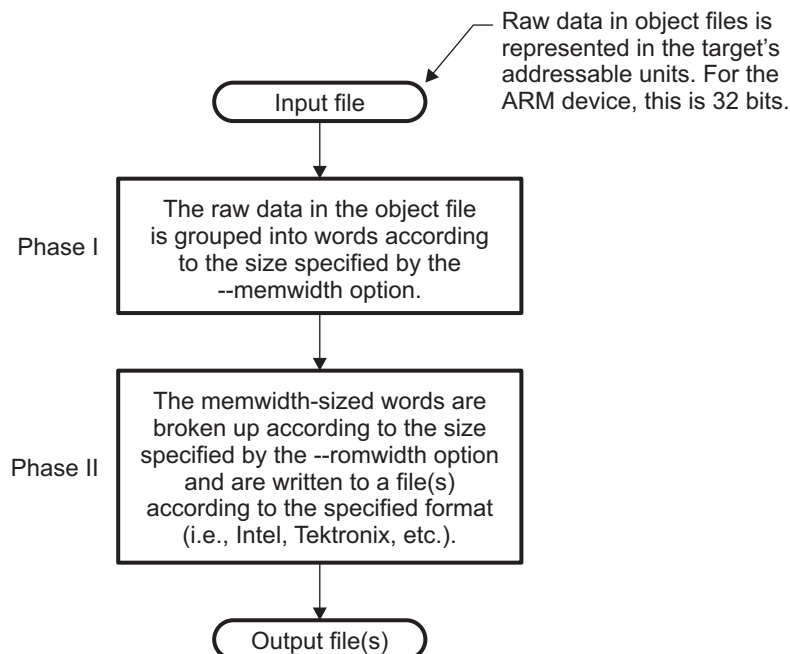 Raw data in object files is
represented in the target’s
addressable units. For the
ARM device, this is 32 bits.
Input file
Phase I
The raw data in the object file
is grouped into words according
to the size specified by the
--memwidth option.
Phase II
The memwidth-sized words are
broken up according to the size
specified by the --romwidth option
and are written to a file(s)
according to the specified format
(i.e., Intel, Tektronix, etc.).
Output file(s)